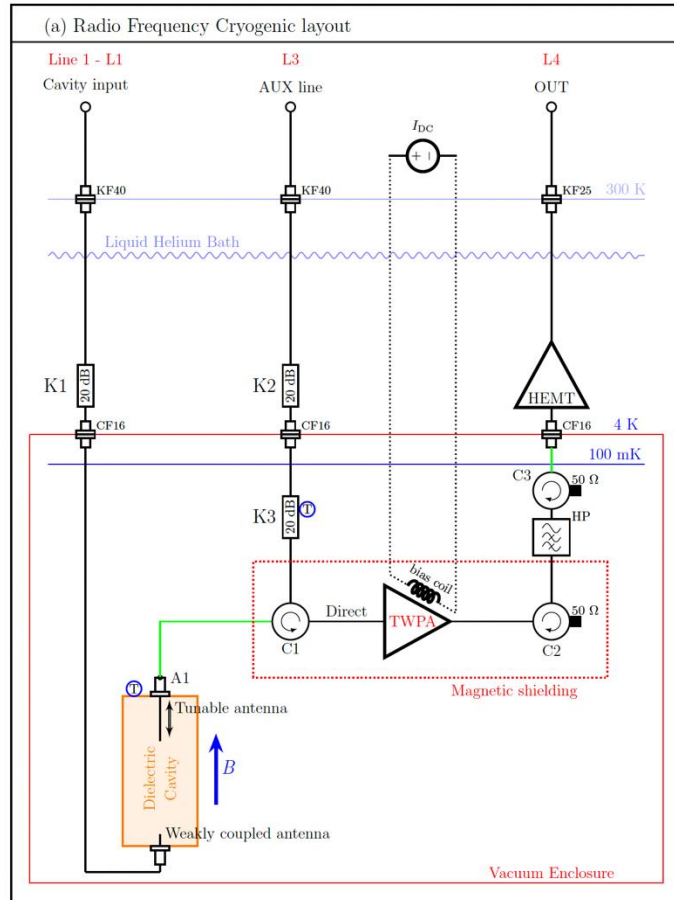 (a) Radio Frequency Cryogenic layout
Line 1 - L1
L3
L4
Cavity input
AUX line
OUT
I_DC
+ −
KF40
KF40
KF25
300 K
Liquid Helium Bath
K1
20 dB
K2
20 dB
HEMT
CF16
CF16
CF16
4 K
100 mK
C3
50 Ω
K3
20 dB
T
HP
bias coil
Direct
TWPA
50 Ω
C1
C2
Magnetic shielding
T
A1
Tunable antenna
Dielectric
Cavity
B
Weakly coupled antenna
Vacuum Enclosure